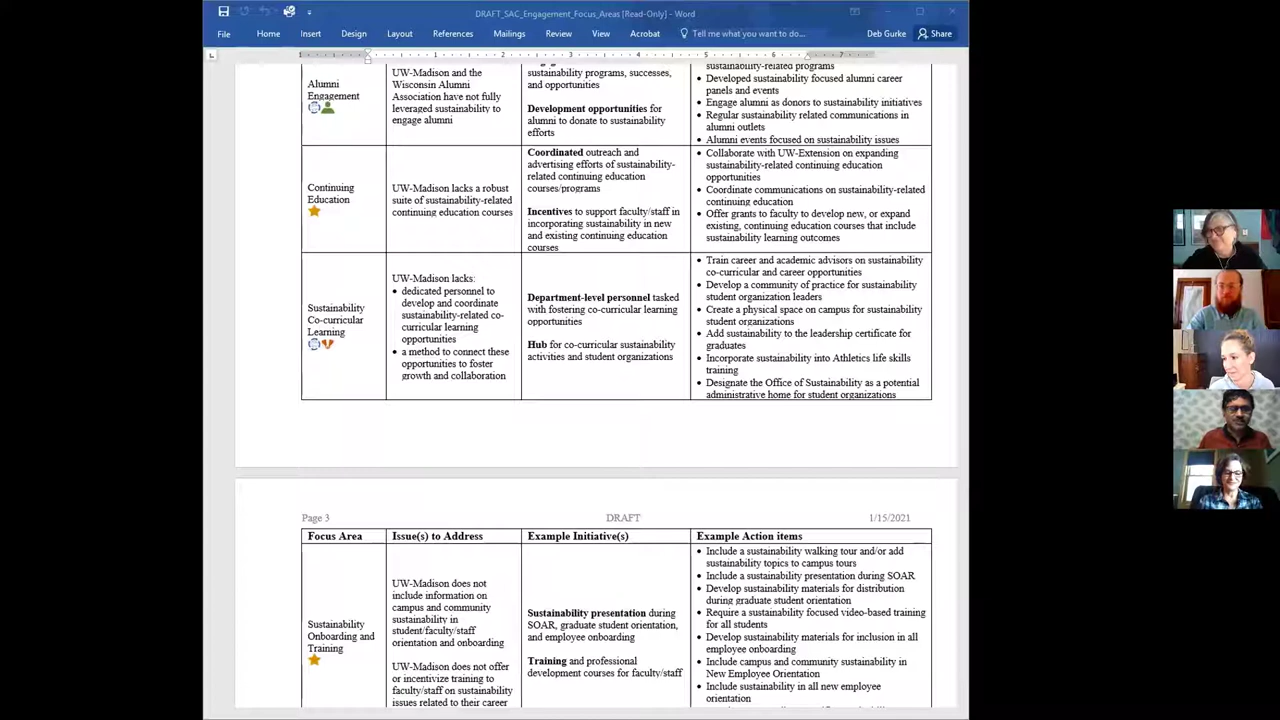 DRAFT_SAC_Engagement_Focus_Areas [Read-Only] - Word
File Home Insert Design Layout References Mailings Review View Acrobat Tell me what you want to do... Deb Gurke Share
1 1 2 3 4 5 6 7
Alumni
Engagement
UW-Madison and the
Wisconsin Alumni
Association have not fully
leveraged sustainability to
engage alumni
sustainability programs, successes,
and opportunities
Development opportunities for
alumni to donate to sustainability
efforts
sustainability-related programs
• Developed sustainability focused alumni career
panels and events
• Engage alumni as donors to sustainability initiatives
• Regular sustainability related communications in
alumni outlets
• Alumni events focused on sustainability issues
Continuing
Education
UW-Madison lacks a robust
suite of sustainability-related
continuing education courses
Coordinated outreach and
advertising efforts of sustainability-
related continuing education
courses/programs
Incentives to support faculty/staff in
incorporating sustainability in new
and existing continuing education
courses
• Collaborate with UW-Extension on expanding
sustainability-related continuing education
opportunities
• Coordinate communications on sustainability-related
continuing education
• Offer grants to faculty to develop new, or expand
existing, continuing education courses that include
sustainability learning outcomes
Sustainability
Co-curricular
Learning
UW-Madison lacks:
• dedicated personnel to
develop and coordinate
sustainability-related co-
curricular learning
opportunities
• a method to connect these
opportunities to foster
growth and collaboration
Department-level personnel tasked
with fostering co-curricular learning
opportunities
Hub for co-curricular sustainability
activities and student organizations
• Train career and academic advisors on sustainability
co-curricular and career opportunities
• Develop a community of practice for sustainability
student organization leaders
• Create a physical space on campus for sustainability
student organizations
• Add sustainability to the leadership certificate for
graduates
• Incorporate sustainability into Athletics life skills
training
• Designate the Office of Sustainability as a potential
administrative home for student organizations
Page 3 DRAFT 1/15/2021
Focus Area Issue(s) to Address Example Initiative(s) Example Action items
Sustainability
Onboarding and
Training
UW-Madison does not
include information on
campus and community
sustainability in
student/faculty/staff
orientation and onboarding
UW-Madison does not offer
or incentivize training to
faculty/staff on sustainability
issues related to their career
Sustainability presentation during
SOAR, graduate student orientation,
and employee onboarding
Training and professional
development courses for faculty/staff
• Include a sustainability walking tour and/or add
sustainability topics to campus tours
• Include a sustainability presentation during SOAR
• Develop sustainability materials for distribution
during graduate student orientation
• Require a sustainability focused video-based training
for all students
• Develop sustainability materials for inclusion in all
employee onboarding
• Include campus and community sustainability in
New Employee Orientation
• Include sustainability in all new employee
orientation